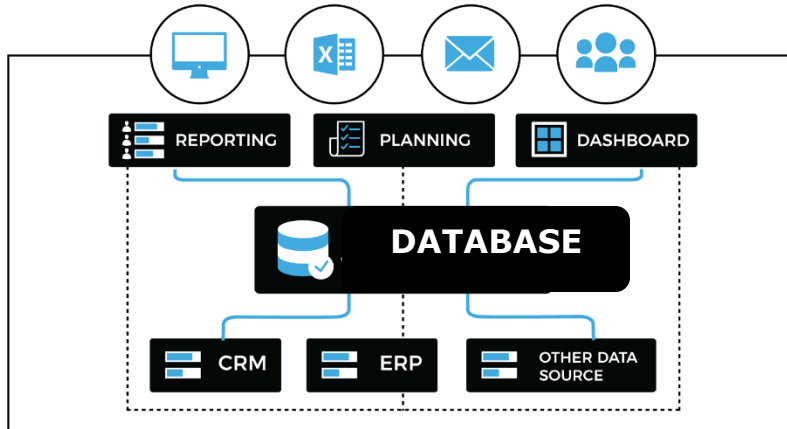 X
REPORTING
PLANNING
DASHBOARD
DATABASE
CRM
ERP
OTHER DATA
SOURCE